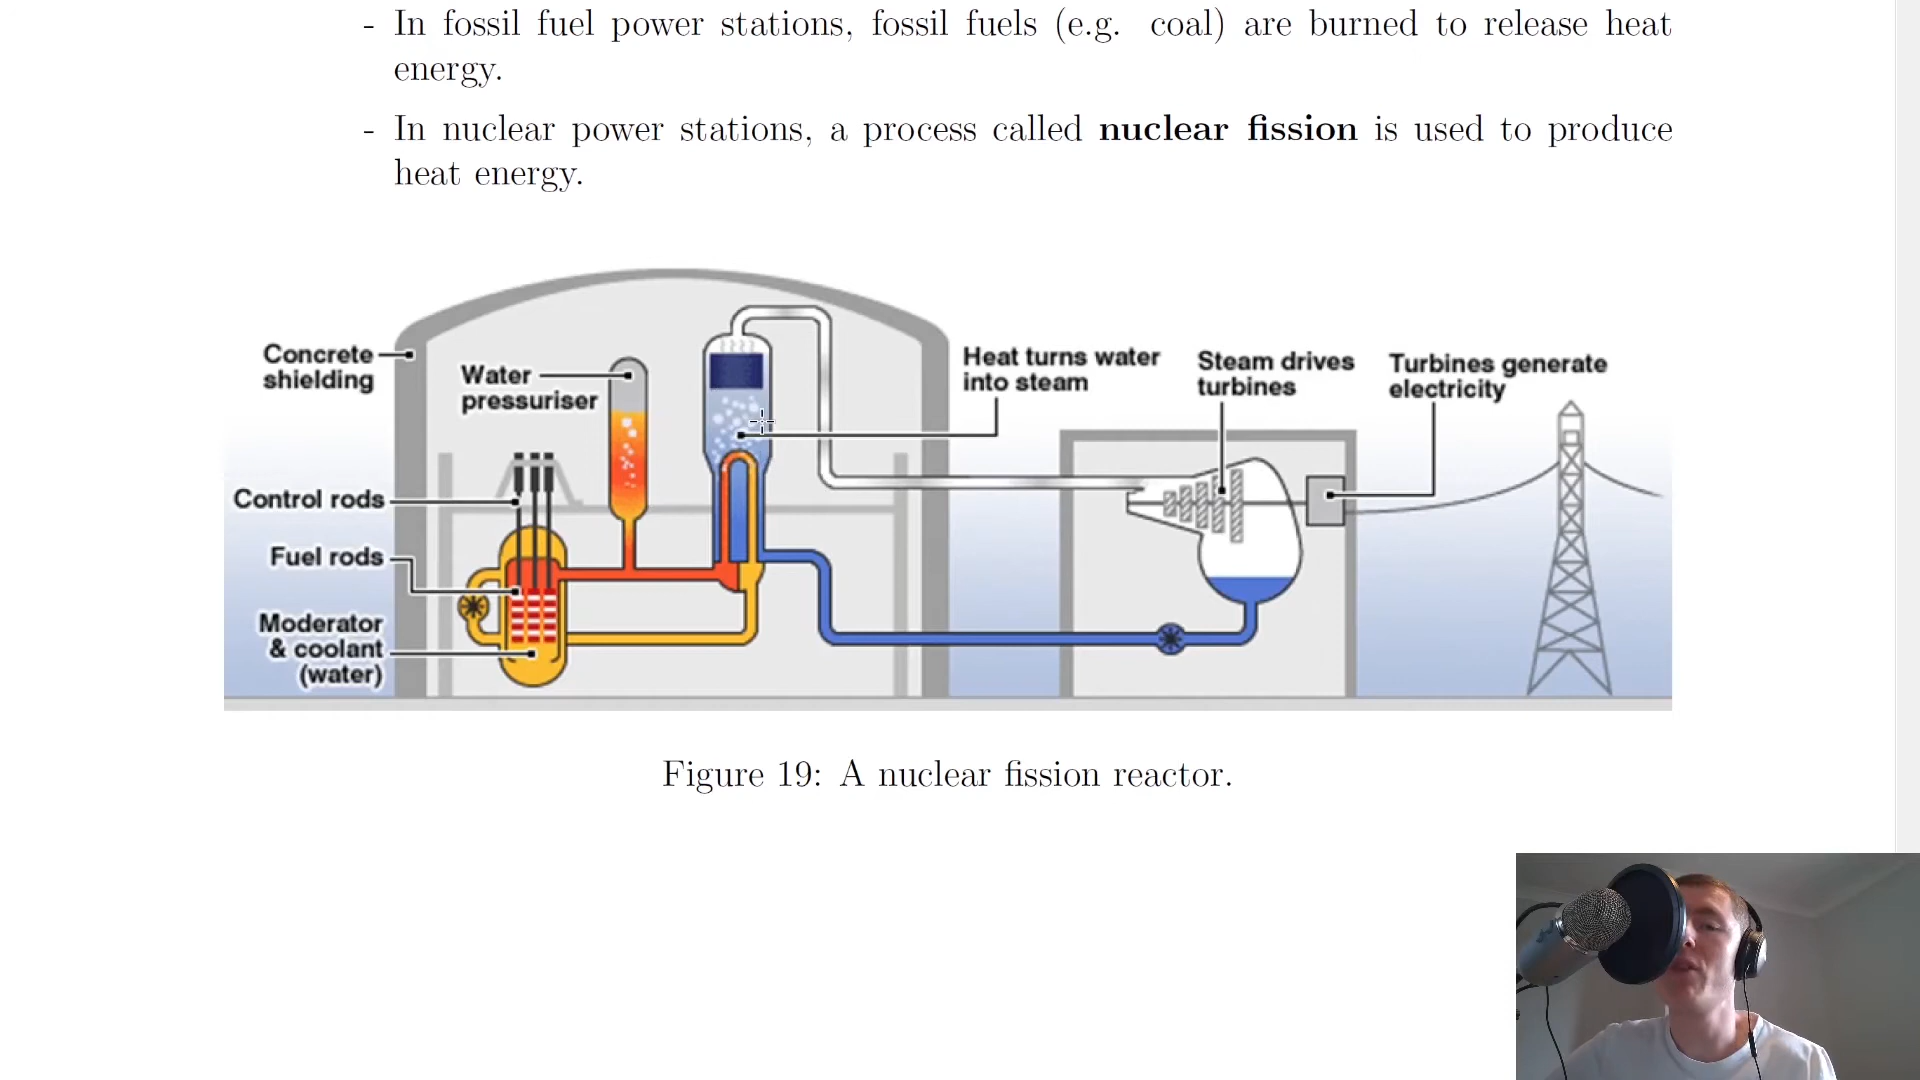 - In fossil fuel power stations, fossil fuels (e.g. coal) are burned to release heat
energy.
- In nuclear power stations, a process called nuclear fission is used to produce
heat energy.
Concrete
shielding
Water
pressuriser
Heat turns water
into steam
Steam drives
turbines
Turbines generate
electricity
Control rods
Fuel rods
Moderator
& coolant
(water)
Figure 19: A nuclear fission reactor.